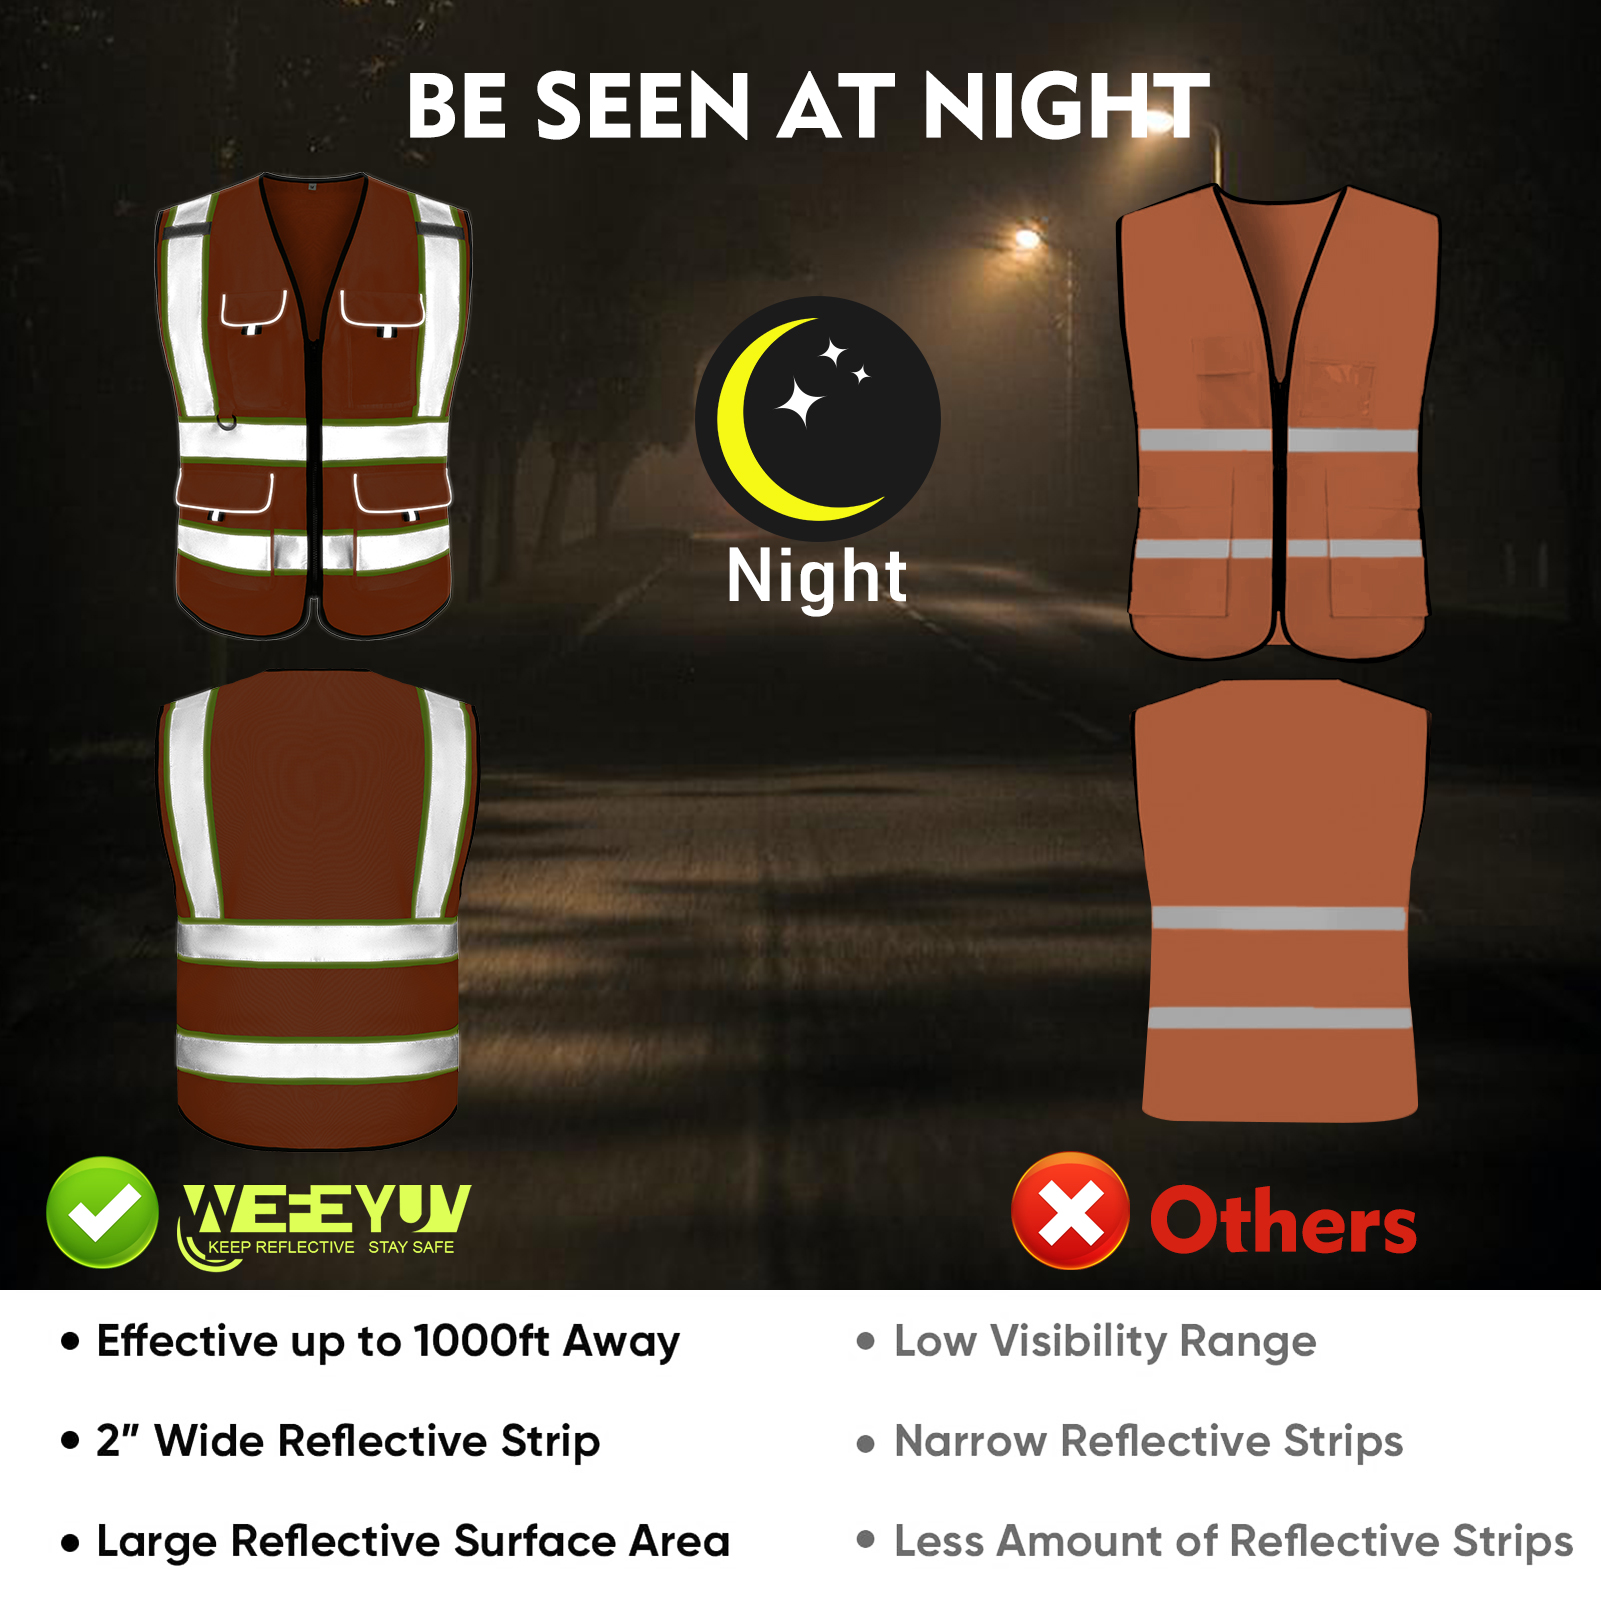 BE SEEN AT NIGHT
Night
WEFEYUV
KEEP REFLECTIVE STAY SAFE
Others
• Effective up to 1000ft Away
• 2” Wide Reflective Strip
• Large Reflective Surface Area
• Low Visibility Range
• Narrow Reflective Strips
• Less Amount of Reflective Strips